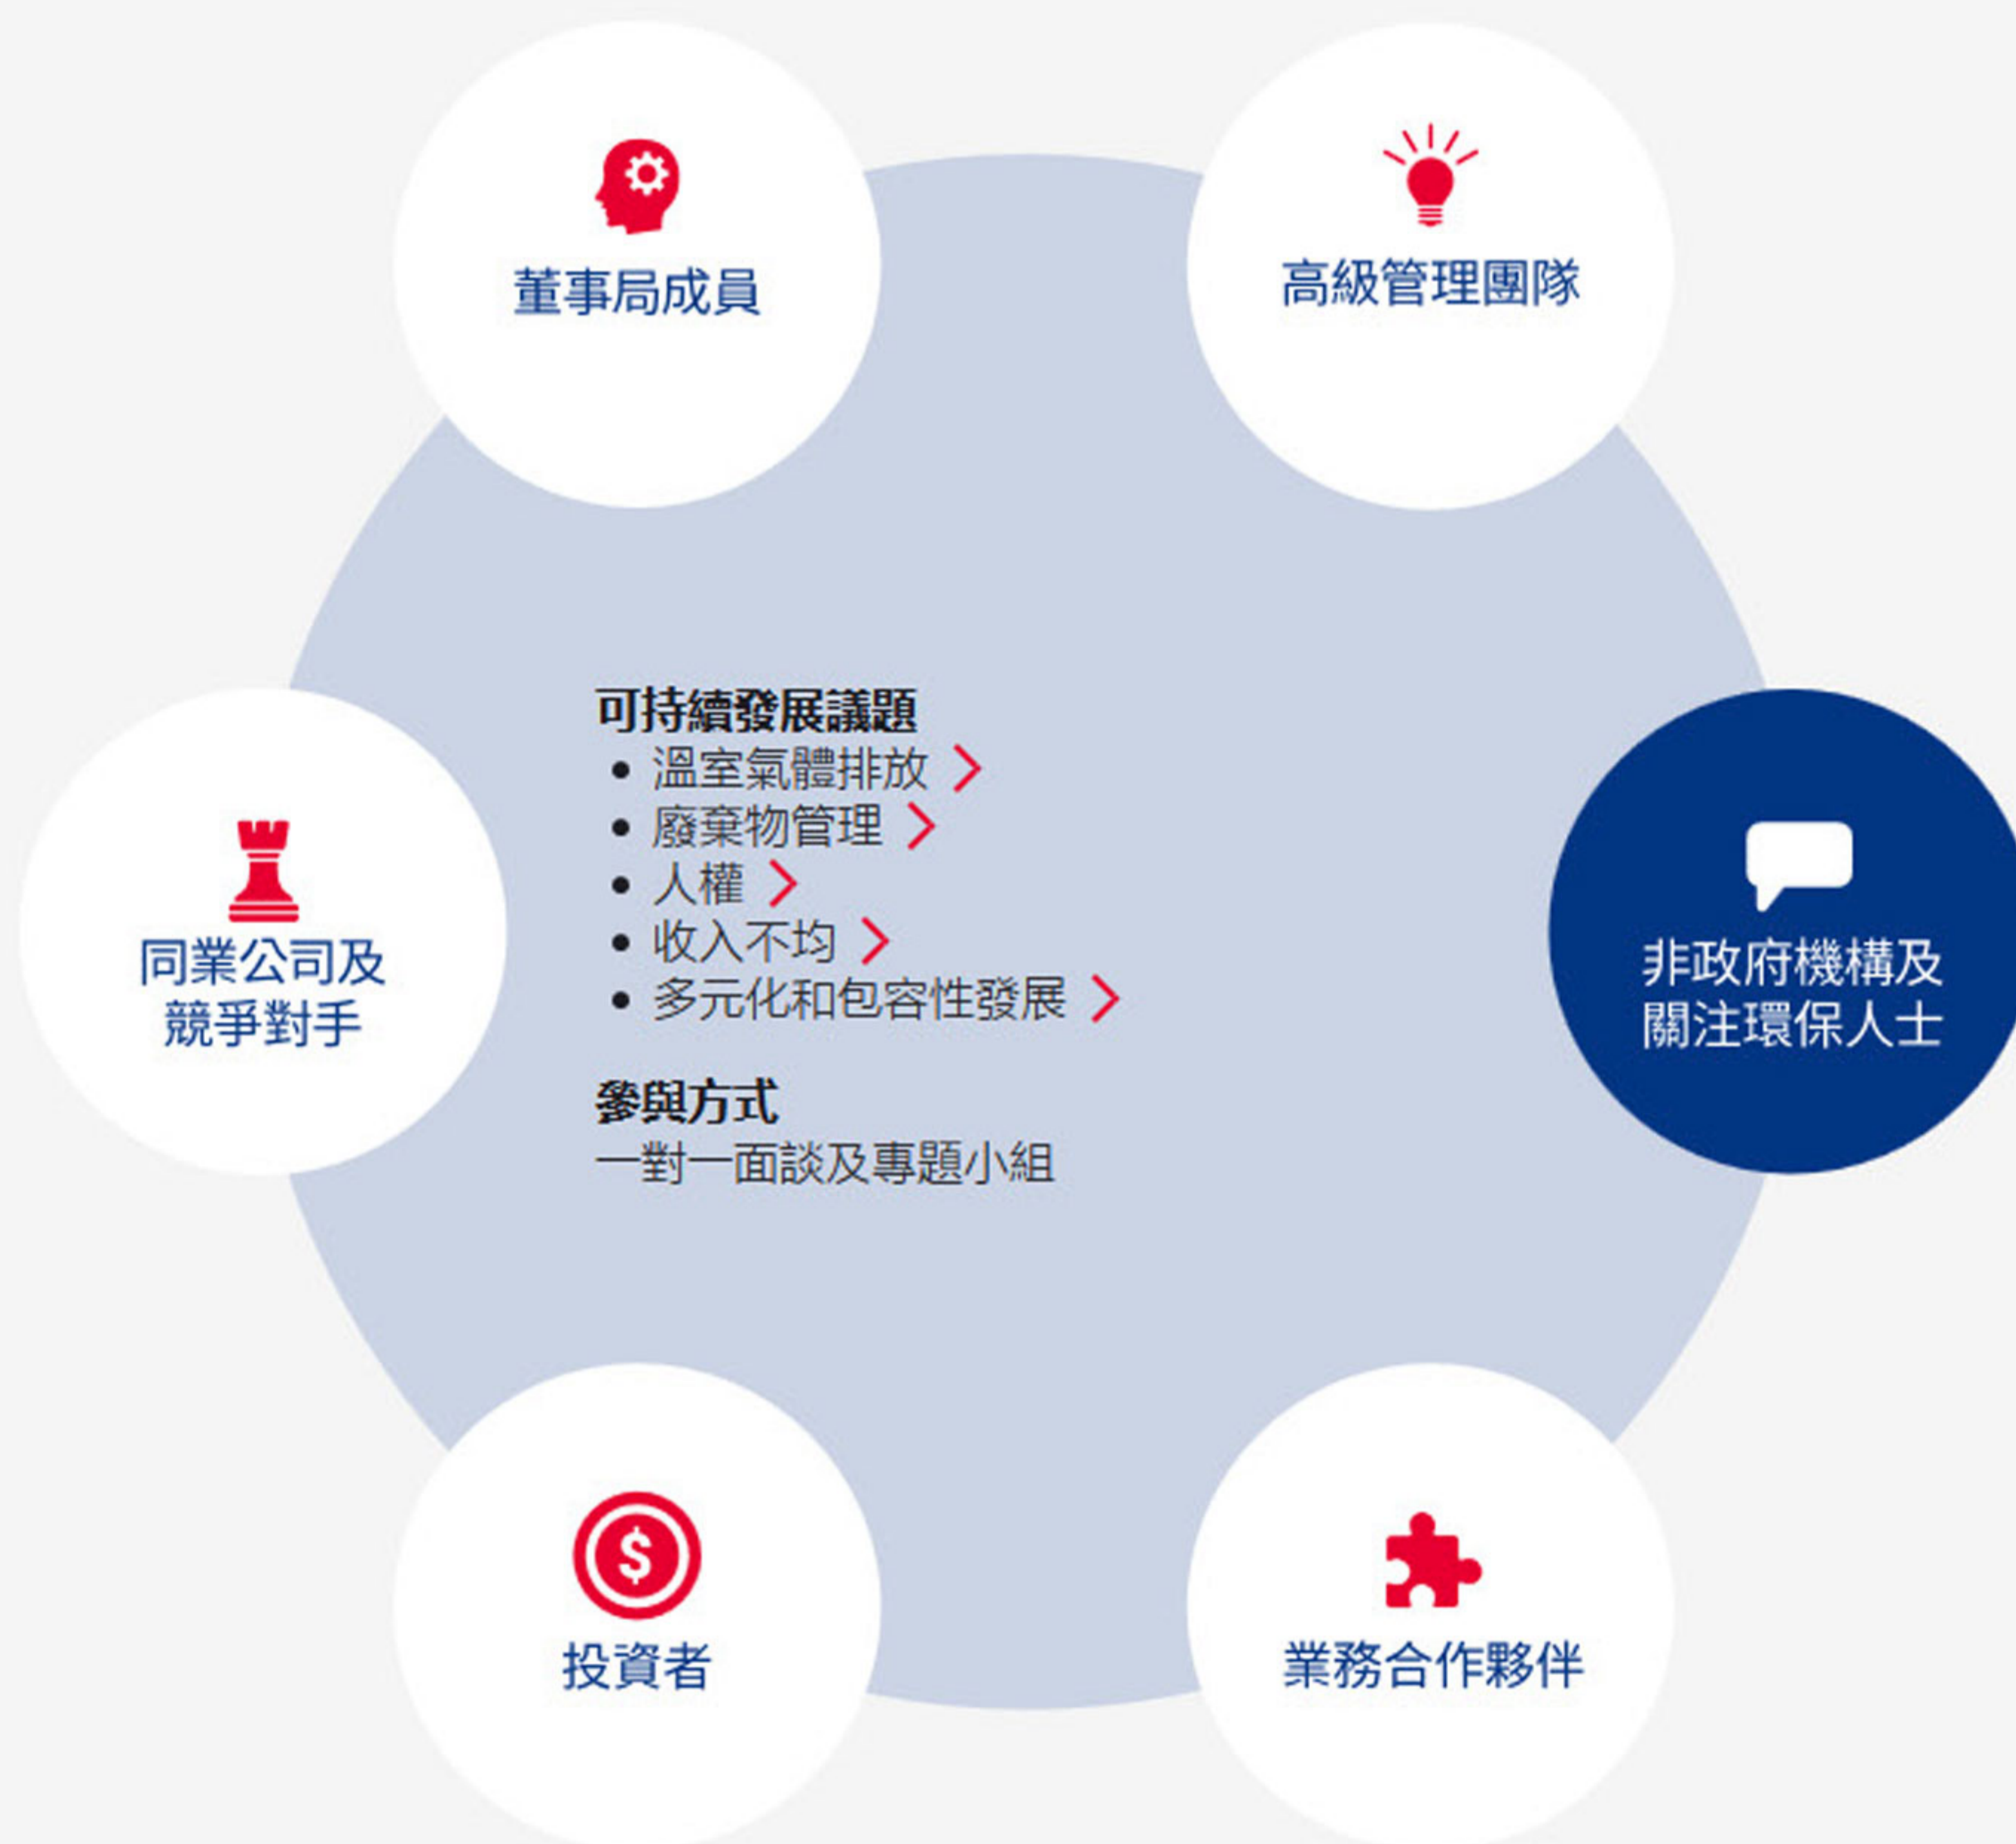 董事局成員
高級管理團隊
可持續發展議題
• 溫室氣體排放
• 廢棄物管理
• 人權
• 收入不均
• 多元化和包容性發展
參與方式
一對一面談及專題小組
同業公司及
競爭對手
非政府機構及
關注環保人士
$
投資者
業務合作夥伴